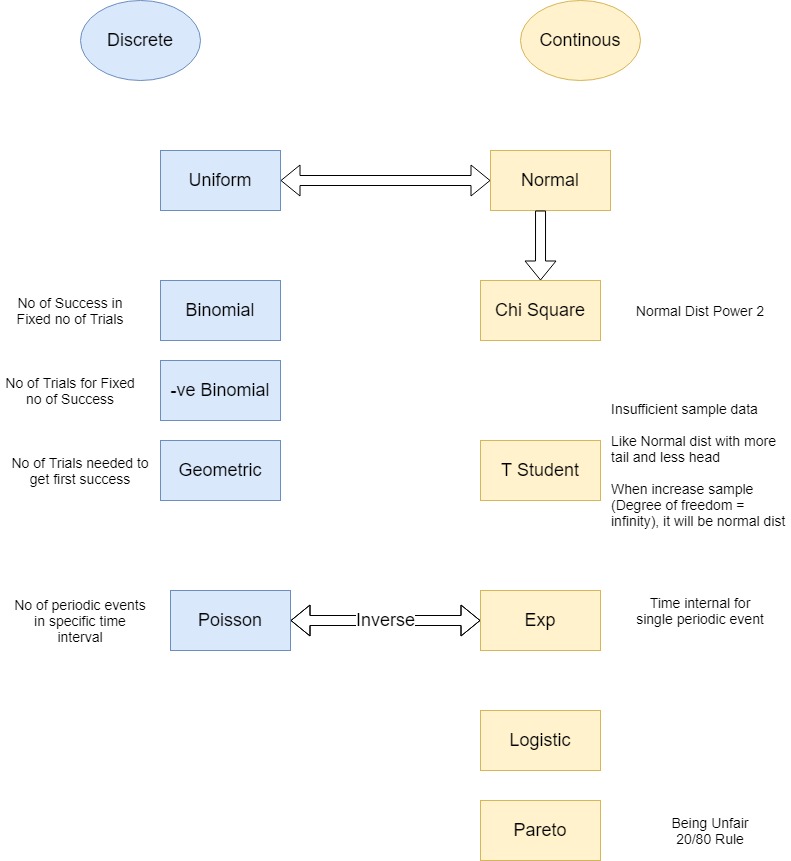 Discrete
Continous
Uniform
Normal
No of Success in
Fixed no of Trials
Binomial
Chi Square
Normal Dist Power 2
No of Trials for Fixed
no of Success
-ve Binomial
Insufficient sample data
Like Normal dist with more
tail and less head
When increase sample
(Degree of freedom =
infinity), it will be normal dist
No of Trials needed to
get first success
Geometric
T Student
No of periodic events
in specific time
interval
Poisson
Inverse
Exp
Time internal for
single periodic event
Logistic
Pareto
Being Unfair
20/80 Rule